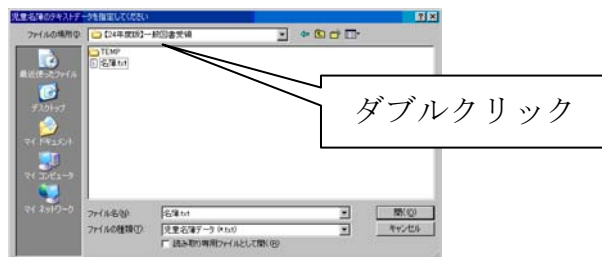 児童名簿のテキストデータを指定してください
ファイルの場所(I):
【24年度版】一般図書受領
TEMP
名簿.txt
最近使ったファイル
デスクトップ
マイ ドキュメント
マイ コンピュータ
マイ ネットワーク
ファイル名(N):
名簿.txt
開く(O)
ファイルの種類(T):
児童名簿データ (*.txt)
キャンセル
読み取り専用ファイルとして開く(R)
ダブルクリック